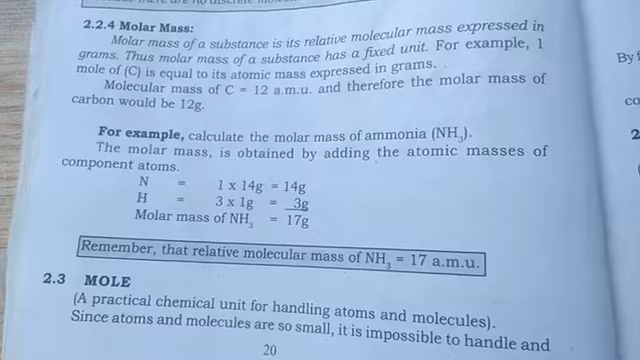 2.2.4 Molar Mass:
Molar mass of a substance is its relative molecular mass expressed in
grams. Thus molar mass of a substance has a fixed unit. For example, 1
mole of (C) is equal to its atomic mass expressed in grams.
Molecular mass of C = 12 a.m.u. and therefore the molar mass of
carbon would be 12g.
For example, calculate the molar mass of ammonia (NH₃).
The molar mass, is obtained by adding the atomic masses of
component atoms.
N = 1 x 14g = 14g
H = 3 x 1g = 3g
Molar mass of NH₃ = 17g
Remember, that relative molecular mass of NH₃ = 17 a.m.u.
2.3 MOLE
(A practical chemical unit for handling atoms and molecules).
Since atoms and molecules are so small, it is impossible to handle and
20
By
co
2